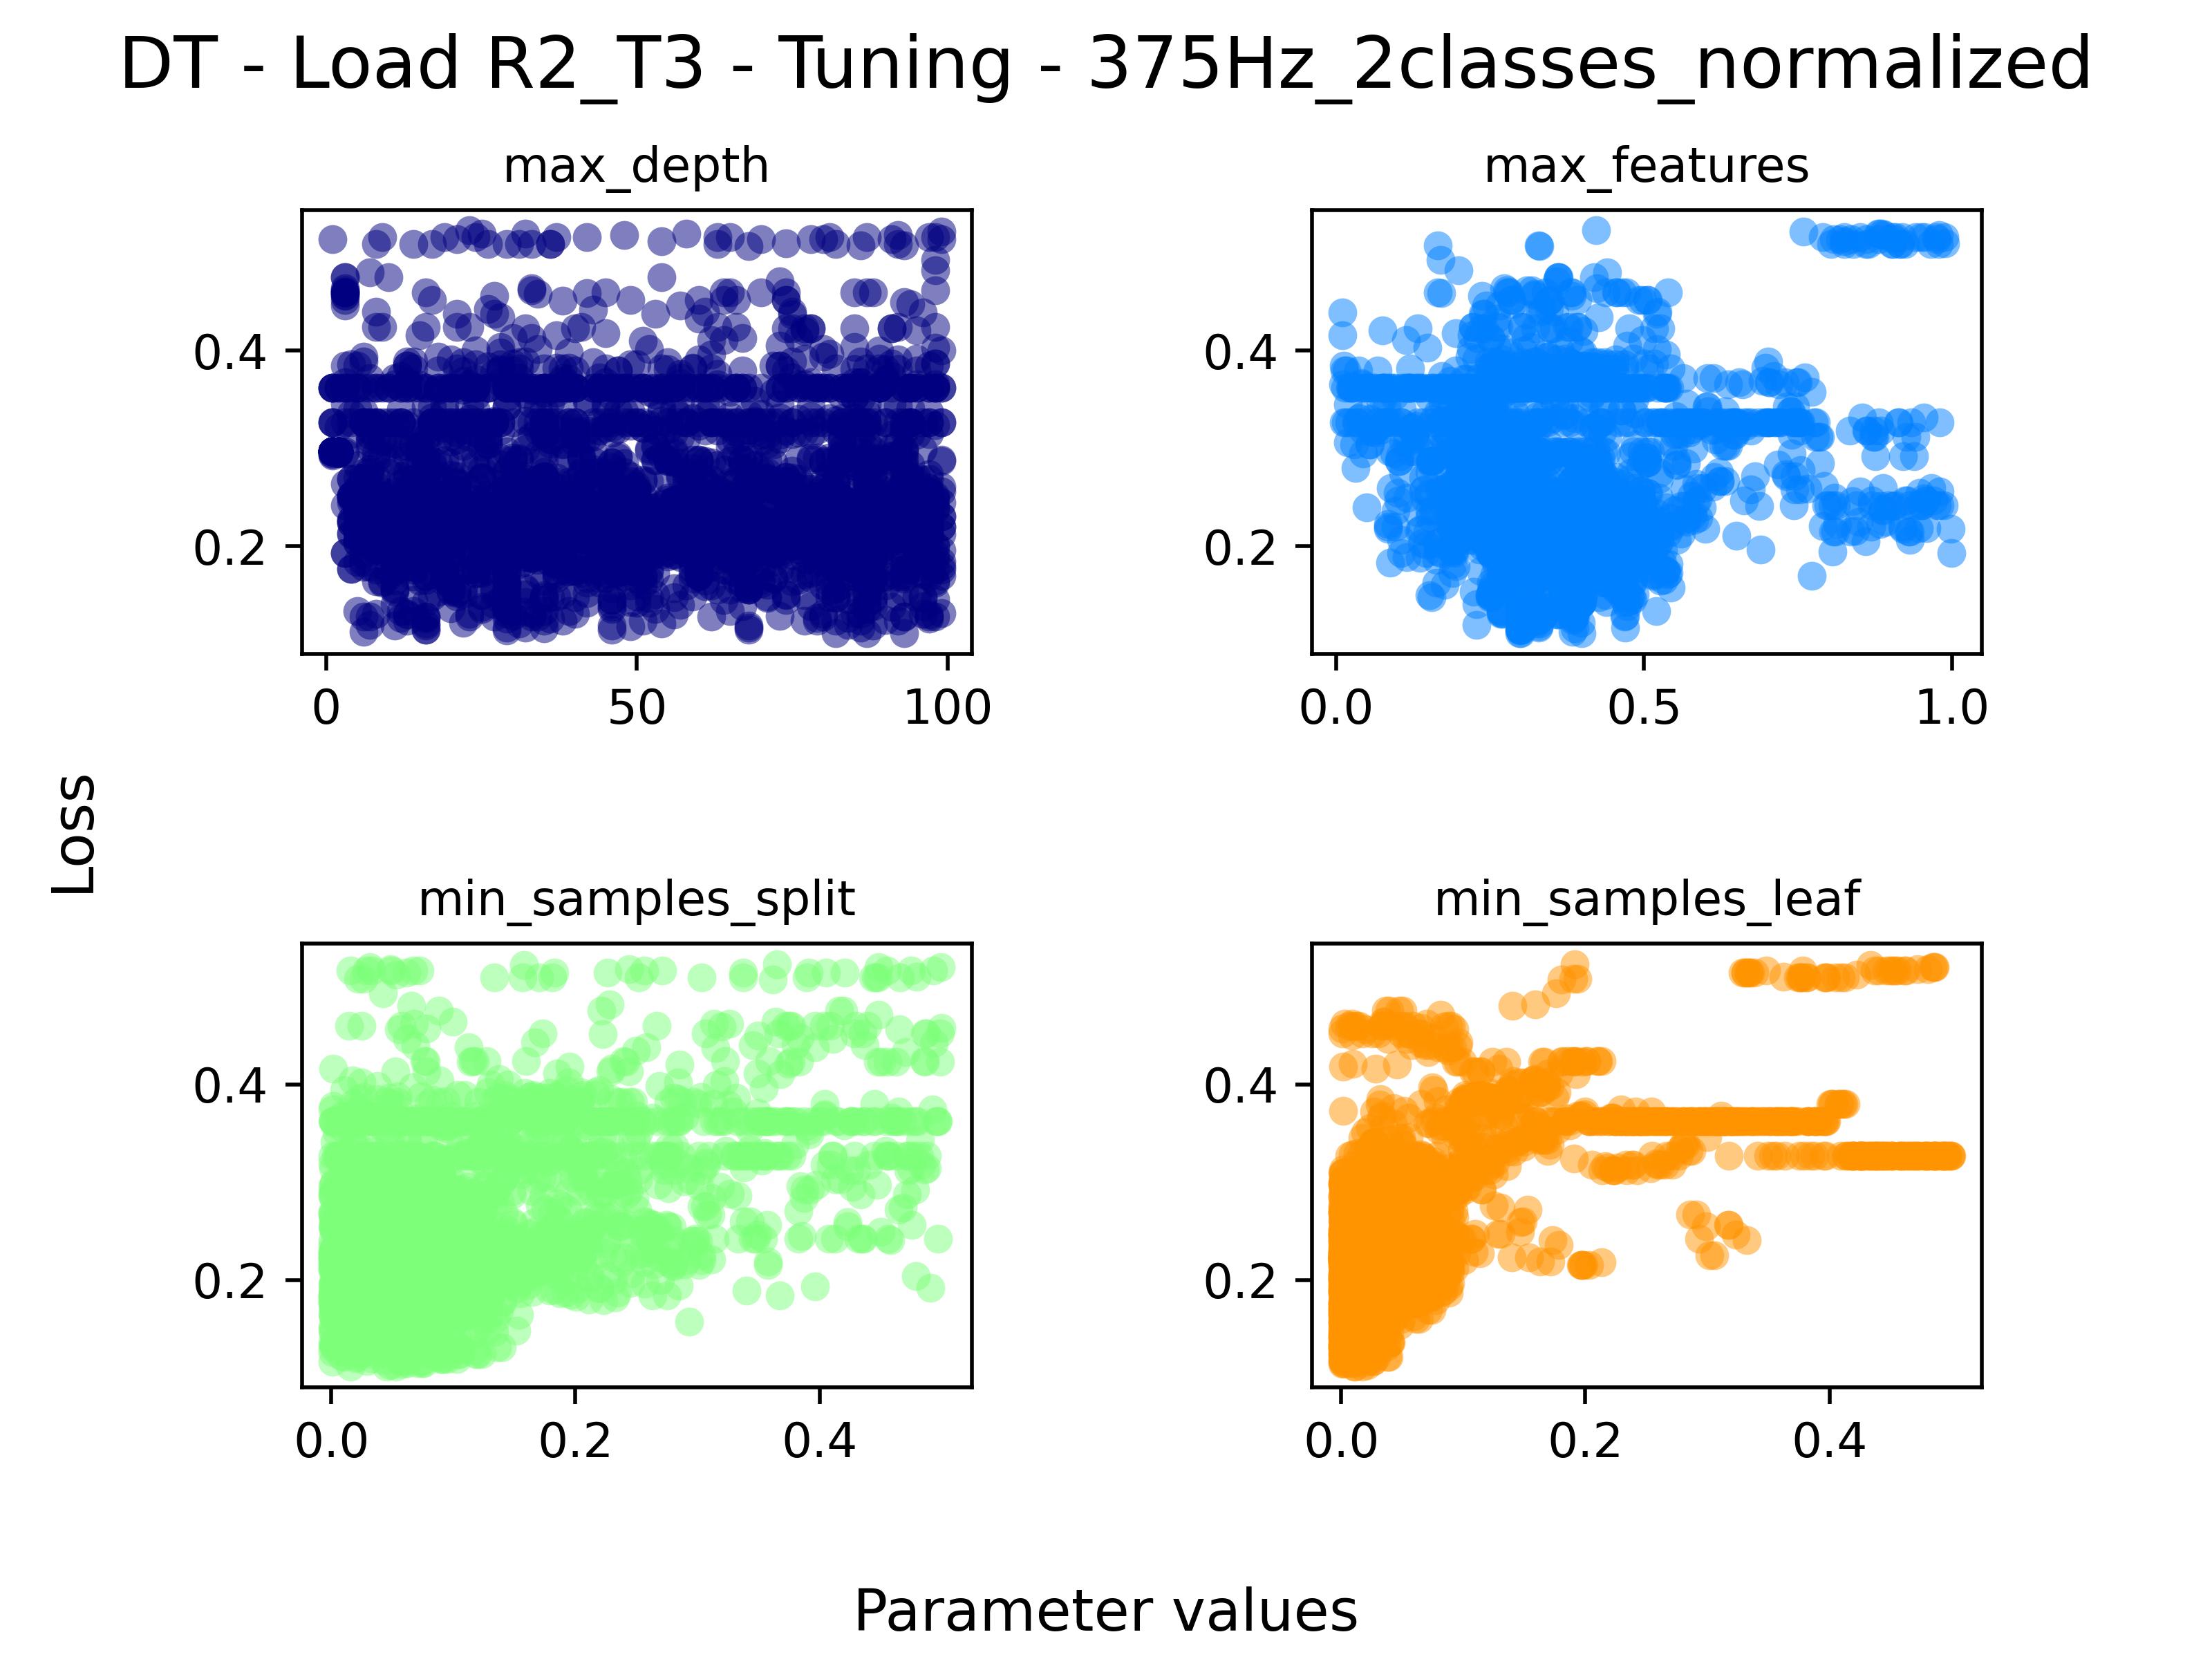 DT - Load R2_T3 - Tuning - 375Hz_2classes_normalized
max_depth
0.4
0.2
0 50 100
max_features
0.4
0.2
0.0 0.5 1.0
Loss
min_samples_split
0.4
0.2
0.0 0.2 0.4
min_samples_leaf
0.4
0.2
0.0 0.2 0.4
Parameter values